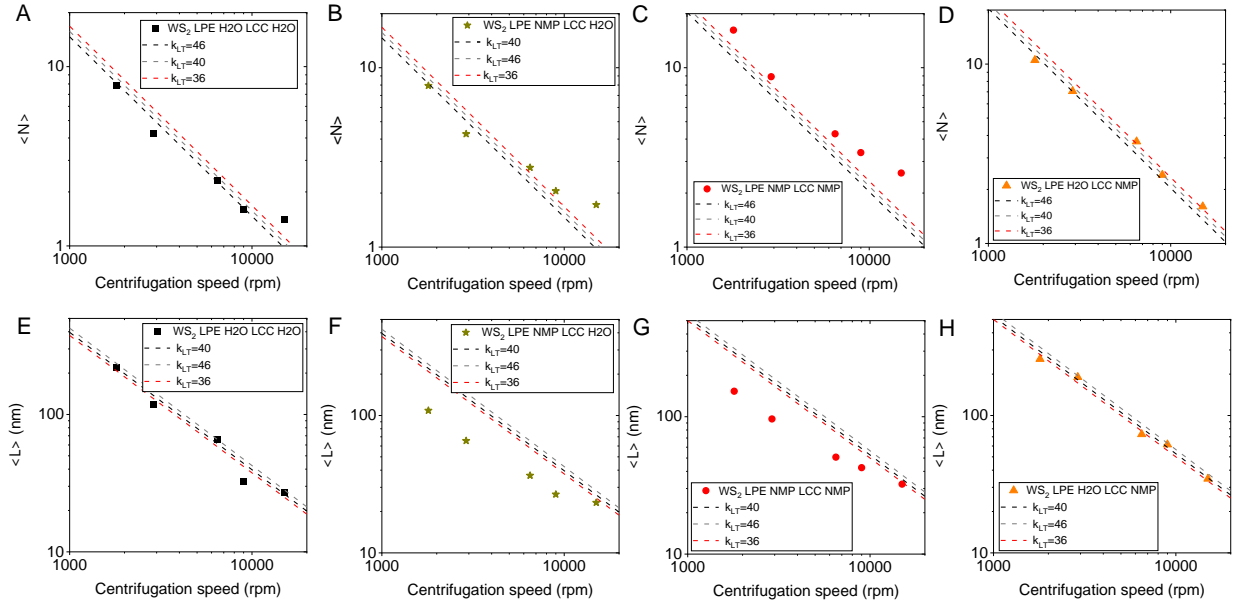 A
WS2 LPE H2O LCC H2O
kLT=46
kLT=40
kLT=36
10
1
<N>
1000
10000
Centrifugation speed (rpm)
B
WS2 LPE NMP LCC H2O
kLT=40
kLT=46
kLT=36
10
1
<N>
1000
10000
Centrifugation speed (rpm)
C
WS2 LPE NMP LCC NMP
kLT=46
kLT=40
kLT=36
10
1
<N>
1000
10000
Centrifugation speed (rpm)
D
WS2 LPE H2O LCC NMP
kLT=46
kLT=40
kLT=36
10
1
<N>
1000
10000
Centrifugation speed (rpm)
E
WS2 LPE H2O LCC H2O
kLT=40
kLT=46
kLT=36
100
10
<L> (nm)
1000
10000
Centrifugation speed (rpm)
F
WS2 LPE NMP LCC H2O
kLT=40
kLT=46
kLT=36
100
10
<L> (nm)
1000
10000
Centrifugation speed (rpm)
G
WS2 LPE NMP LCC NMP
kLT=40
kLT=46
kLT=36
100
10
<L> (nm)
1000
10000
Centrifugation speed (rpm)
H
WS2 LPE H2O LCC NMP
kLT=40
kLT=46
kLT=36
100
10
<L> (nm)
1000
10000
Centrifugation speed (rpm)